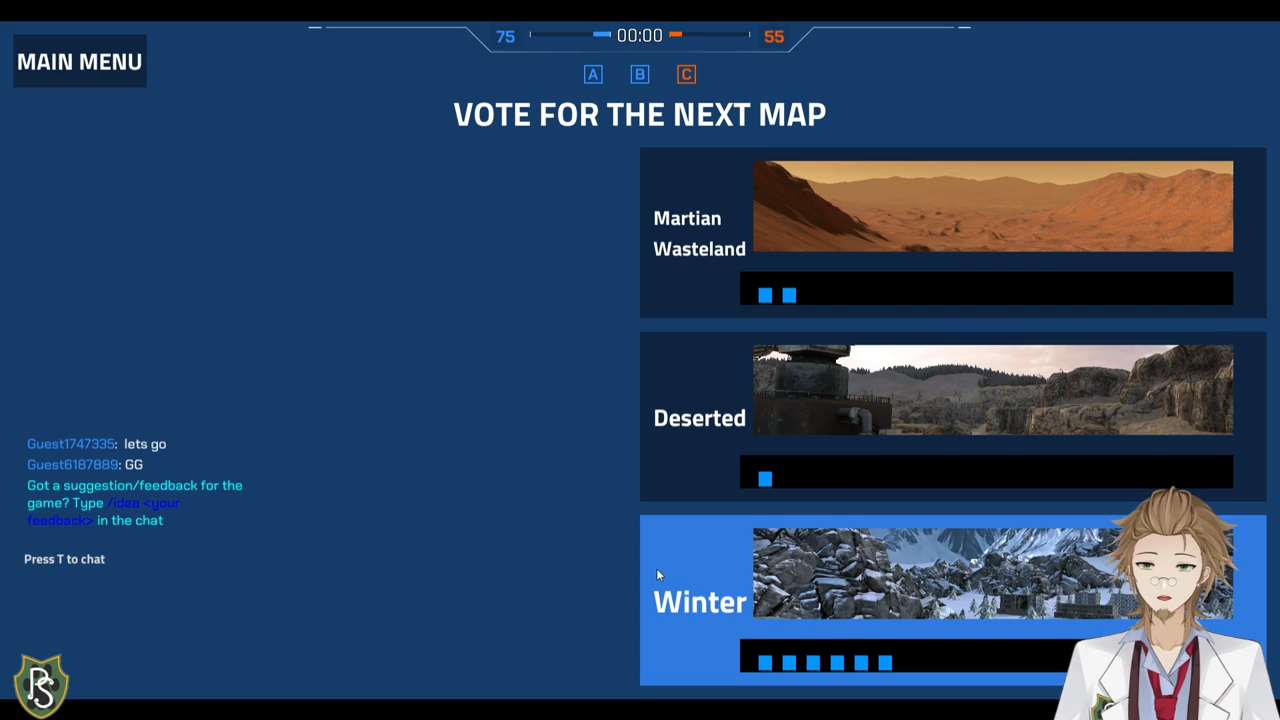 MAIN MENU
75 00:00 55
A B C
VOTE FOR THE NEXT MAP
Martian
Wasteland
Deserted
Winter
Guest1747335: lets go
Guest6187889: GG
Got a suggestion/feedback for the
game? Type /idea <your
feedback> in the chat
Press T to chat
PS